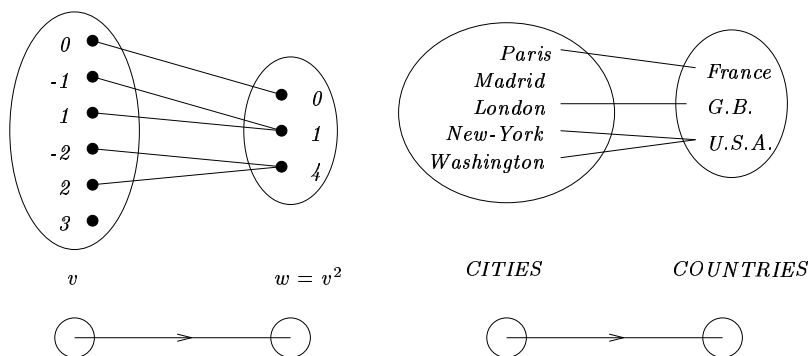 0
-1
1
-2
2
3
0
1
4
v
w = v²
Paris
Madrid
London
New-York
Washington
France
G.B.
U.S.A.
CITIES
COUNTRIES